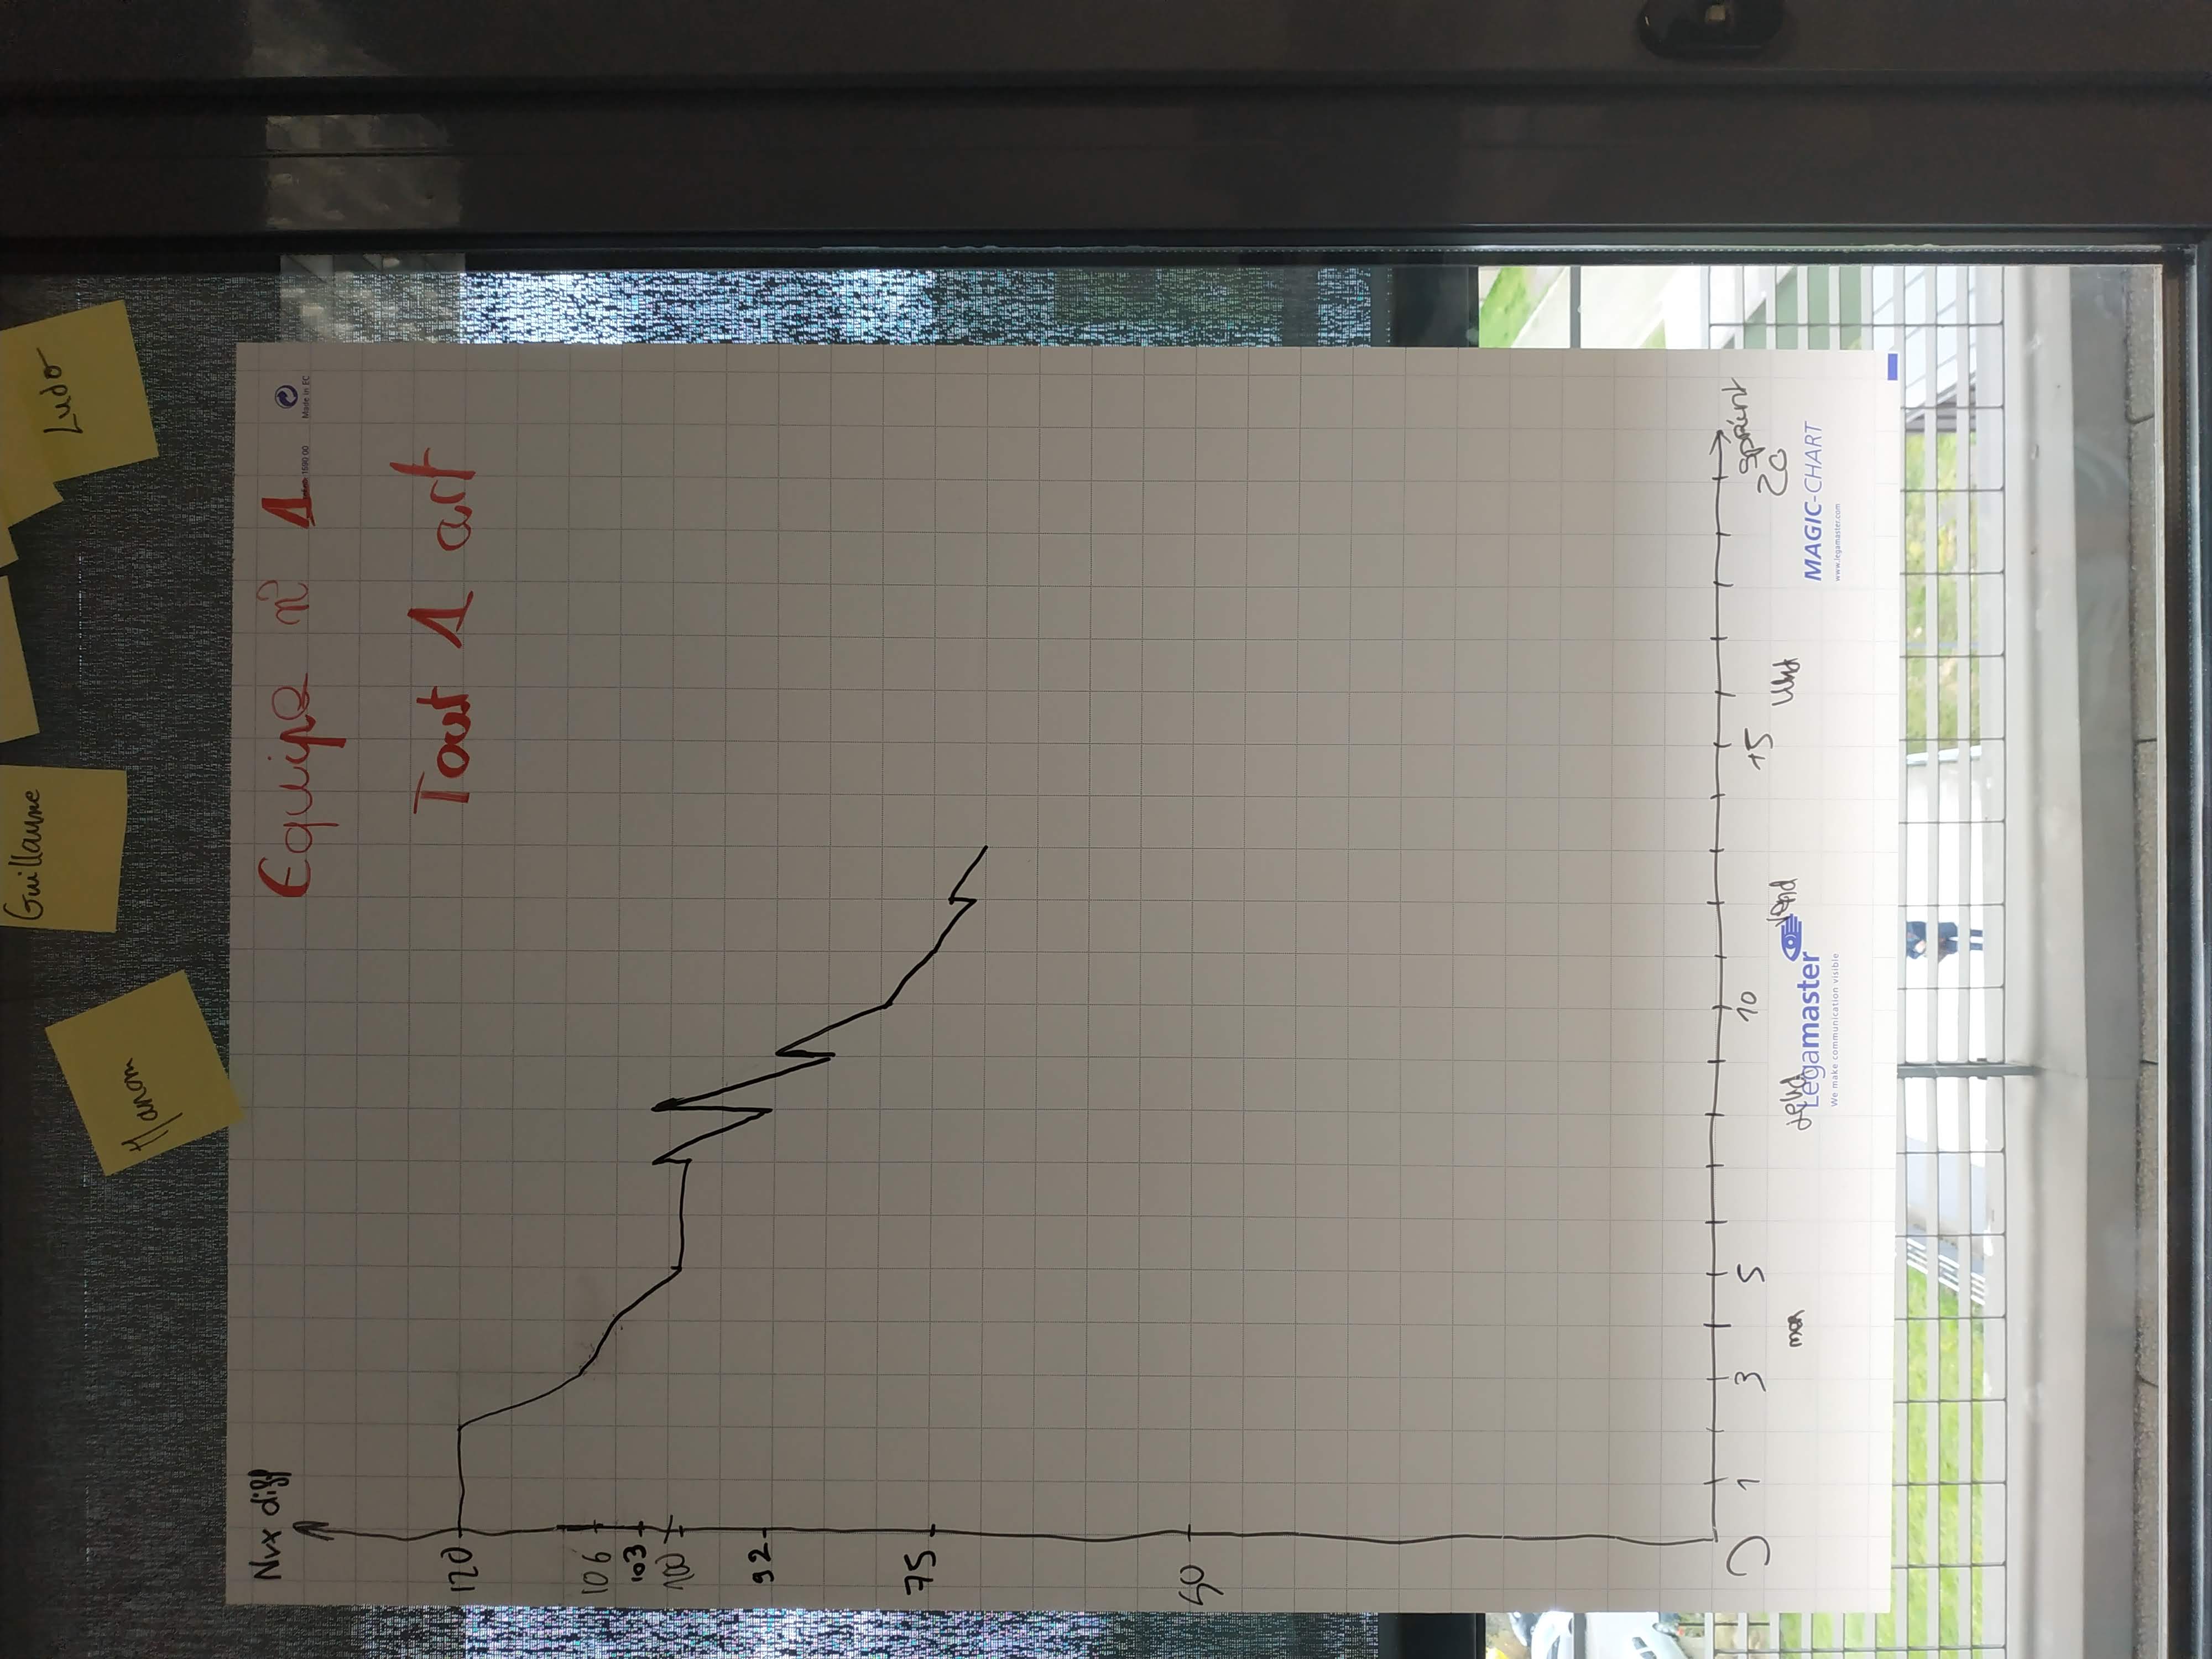 Guillaume
Ludo
Manom
Nvx diff
Equipe n° 1
1590 00
Made in EC
Tout 1 art
120
106
103
100
92
75
50
0 1 3 5 10 15 20
sprint
mer jeud vend
Legamaster
We make communication visible
MAGIC-CHART
www.legamaster.com